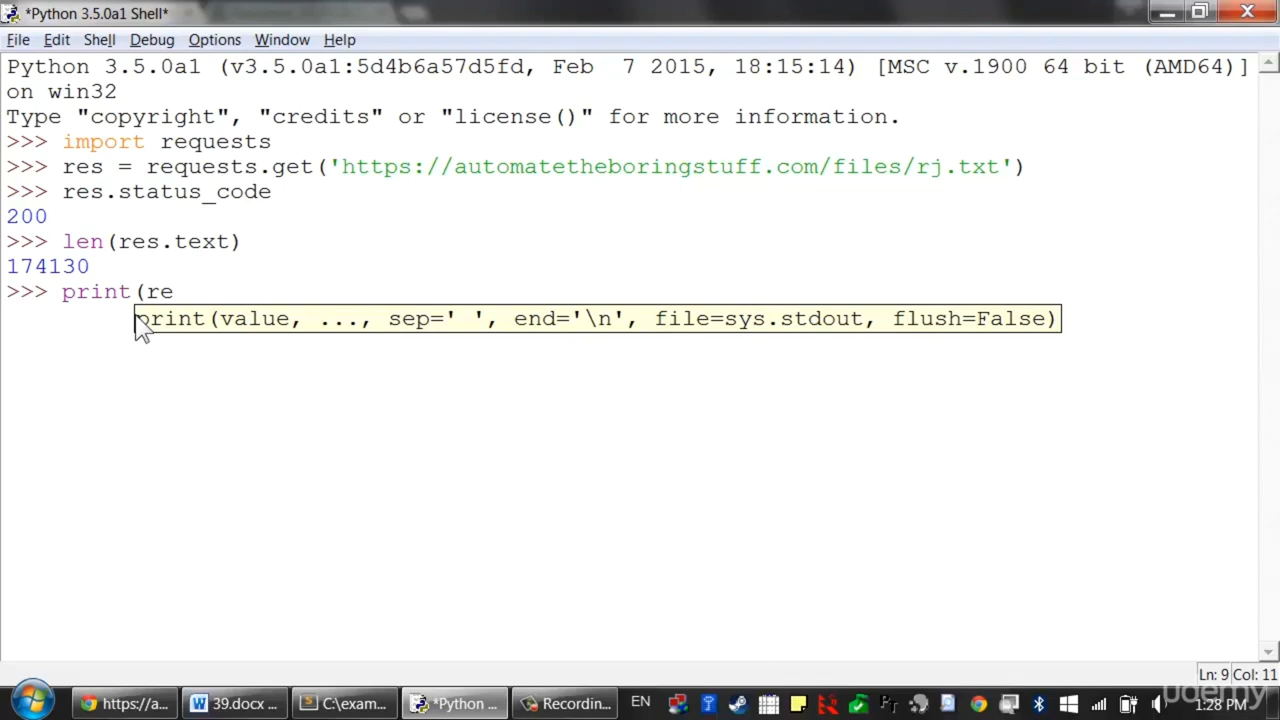 *Python 3.5.0a1 Shell*
File Edit Shell Debug Options Window Help
Python 3.5.0a1 (v3.5.0a1:5d4b6a57d5fd, Feb  7 2015, 18:15:14) [MSC v.1900 64 bit (AMD64)]
on win32
Type "copyright", "credits" or "license()" for more information.
>>> import requests
>>> res = requests.get('https://automatetheboringstuff.com/files/rj.txt')
>>> res.status_code
200
>>> len(res.text)
174130
>>> print(re
print(value, ..., sep=' ', end='\n', file=sys.stdout, flush=False)
Ln: 9 Col: 11
https://a... 39.docx ... C:\exam... *Python ... Recordin... EN 1:28 PM
udemy